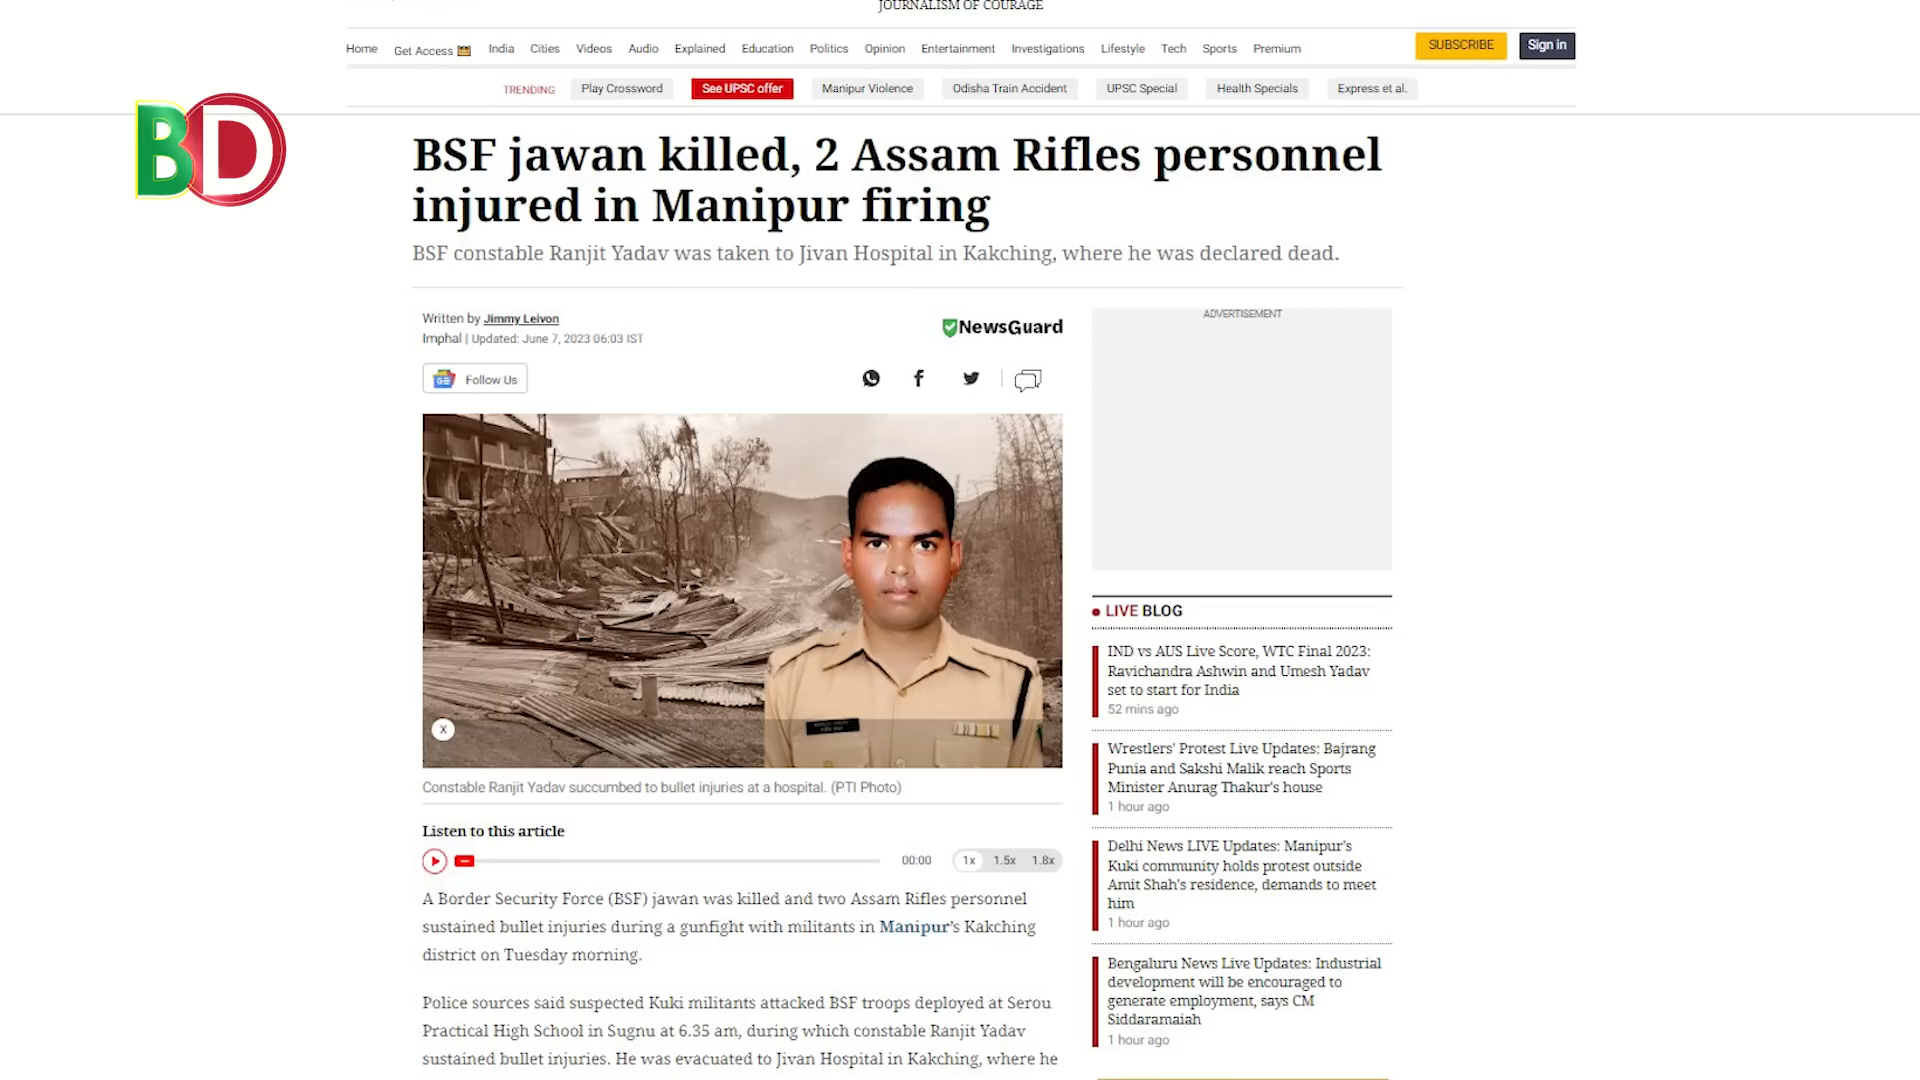 JOURNALISM OF COURAGE
Home Get Access India Cities Videos Audio Explained Education Politics Opinion Entertainment Investigations Lifestyle Tech Sports Premium SUBSCRIBE Sign in
TRENDING Play Crossword See UPSC offer Manipur Violence Odisha Train Accident UPSC Special Health Specials Express et al.
BD
BSF jawan killed, 2 Assam Rifles personnel
injured in Manipur firing
BSF constable Ranjit Yadav was taken to Jivan Hospital in Kakching, where he was declared dead.
Written by Jimmy Leivon
Imphal | Updated: June 7, 2023 06:03 IST
NewsGuard
Follow Us
X
Constable Ranjit Yadav succumbed to bullet injuries at a hospital. (PTI Photo)
Listen to this article
00:00 1x 1.5x 1.8x
A Border Security Force (BSF) jawan was killed and two Assam Rifles personnel
sustained bullet injuries during a gunfight with militants in Manipur's Kakching
district on Tuesday morning.
Police sources said suspected Kuki militants attacked BSF troops deployed at Serou
Practical High School in Sugnu at 6.35 am, during which constable Ranjit Yadav
sustained bullet injuries. He was evacuated to Jivan Hospital in Kakching, where he
ADVERTISEMENT
LIVE BLOG
IND vs AUS Live Score, WTC Final 2023:
Ravichandra Ashwin and Umesh Yadav
set to start for India
52 mins ago
Wrestlers' Protest Live Updates: Bajrang
Punia and Sakshi Malik reach Sports
Minister Anurag Thakur's house
1 hour ago
Delhi News LIVE Updates: Manipur's
Kuki community holds protest outside
Amit Shah's residence, demands to meet
him
1 hour ago
Bengaluru News Live Updates: Industrial
development will be encouraged to
generate employment, says CM
Siddaramaiah
1 hour ago